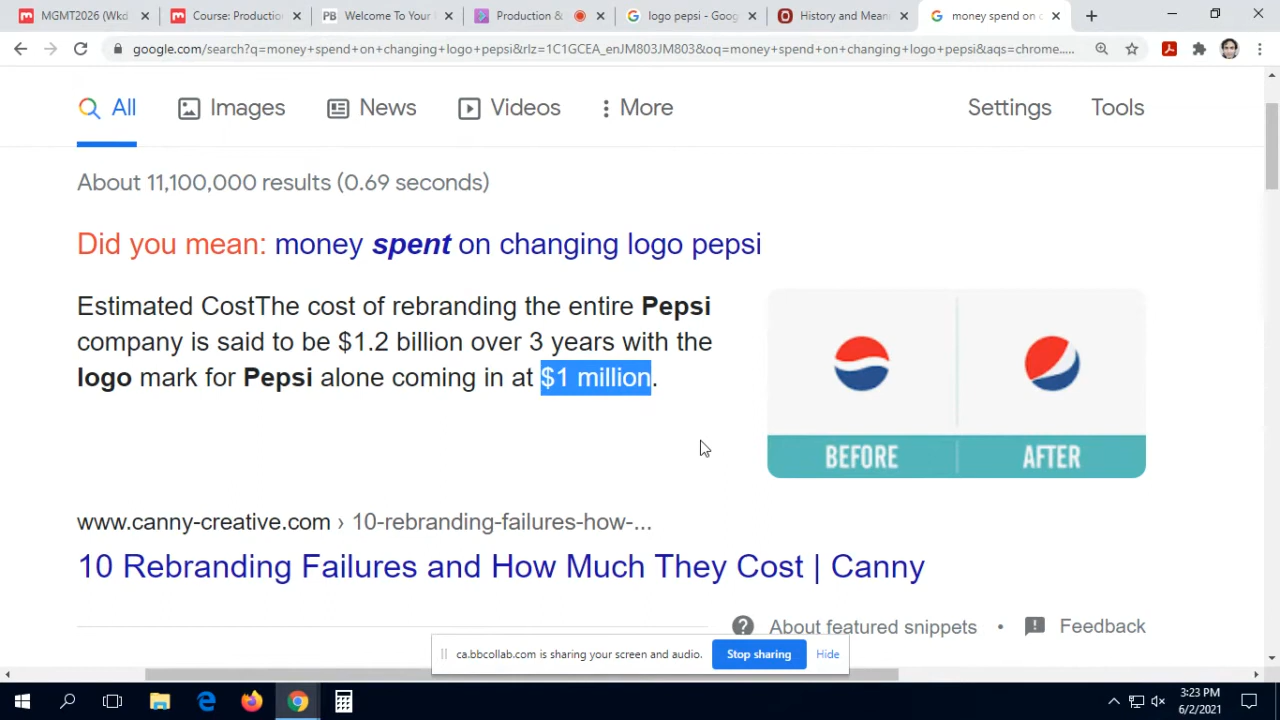 MGMT2026 (Wkd
Course: Productio
PB Welcome To Your
Production &
logo pepsi - Goog
History and Mean
money spend on c
google.com/search?q=money+spend+on+changing+logo+pepsi&rlz=1C1GCEA_enJM803JM803&oq=money+spend+on+changing+logo+pepsi&aqs=chrome.....
All
Images
News
Videos
More
Settings
Tools
About 11,100,000 results (0.69 seconds)
Did you mean: money spent on changing logo pepsi
Estimated CostThe cost of rebranding the entire Pepsi
company is said to be $1.2 billion over 3 years with the
logo mark for Pepsi alone coming in at $1 million.
BEFORE
AFTER
www.canny-creative.com › 10-rebranding-failures-how-...
10 Rebranding Failures and How Much They Cost | Canny
About featured snippets • Feedback
ca.bbcollab.com is sharing your screen and audio. Stop sharing Hide
3:23 PM
6/2/2021